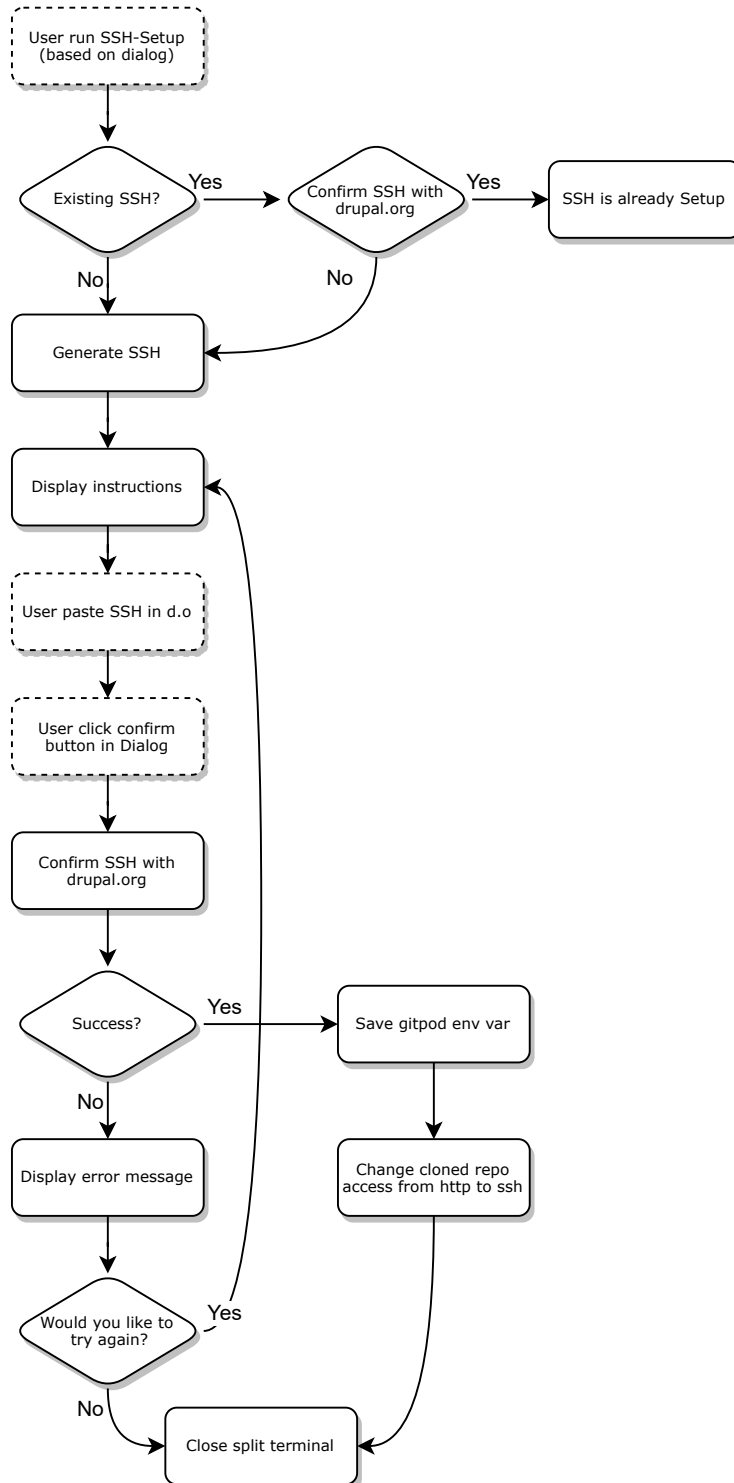 User run SSH-Setup
(based on dialog)
Existing SSH?
Yes
Confirm SSH with
drupal.org
Yes
SSH is already Setup
No
No
Generate SSH
Display instructions
User paste SSH in d.o
User click confirm
button in Dialog
Confirm SSH with
drupal.org
Success?
Yes
Save gitpod env var
No
Display error message
Change cloned repo
access from http to ssh
Would you like to
try again?
Yes
No
Close split terminal